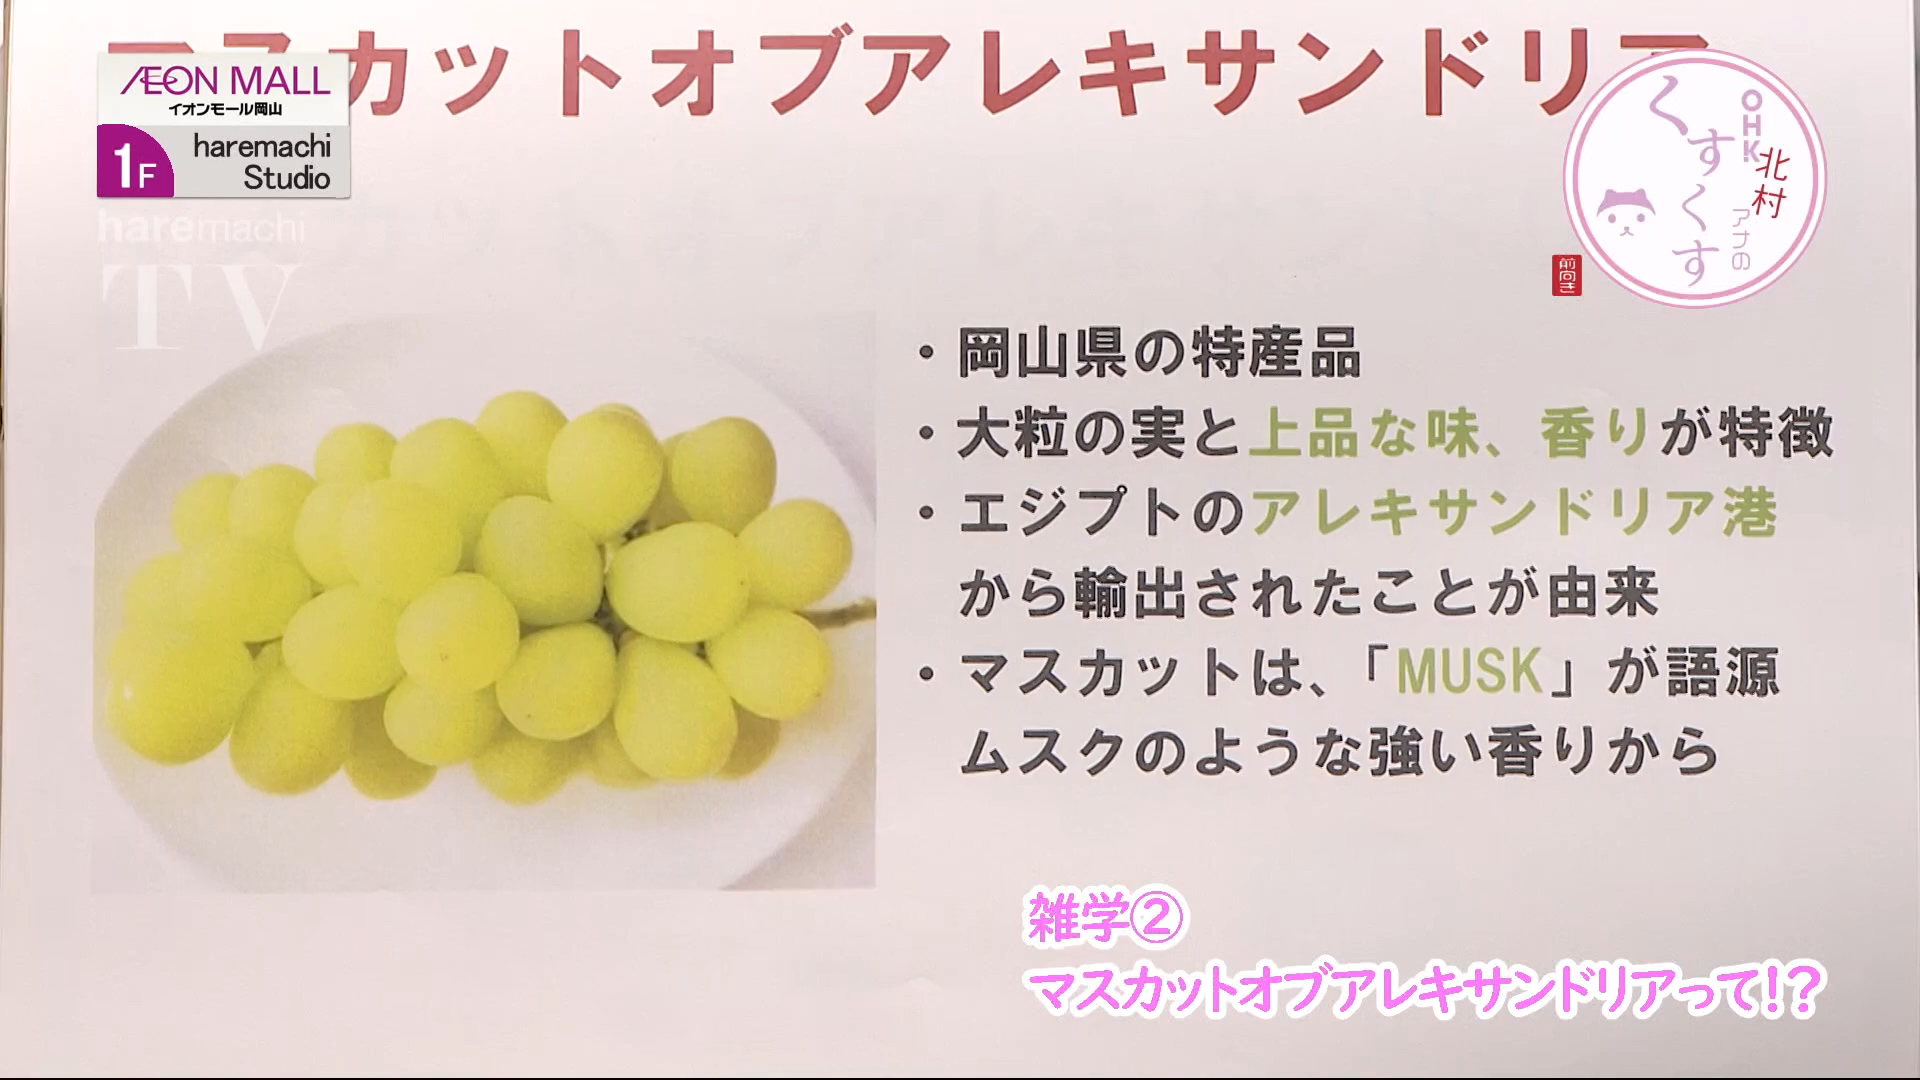 マスカットオブアレキサンドリア
ÆON MALL
イオンモール岡山
1F
haremachi
Studio
haremachi
TV
OHK
北村
アナの
くすくす
前向き
・岡山県の特産品
・大粒の実と上品な味、香りが特徴
・エジプトのアレキサンドリア港
から輸出されたことが由来
・マスカットは、「MUSK」が語源
ムスクのような強い香りから
雑学②
マスカットオブアレキサンドリアって!?